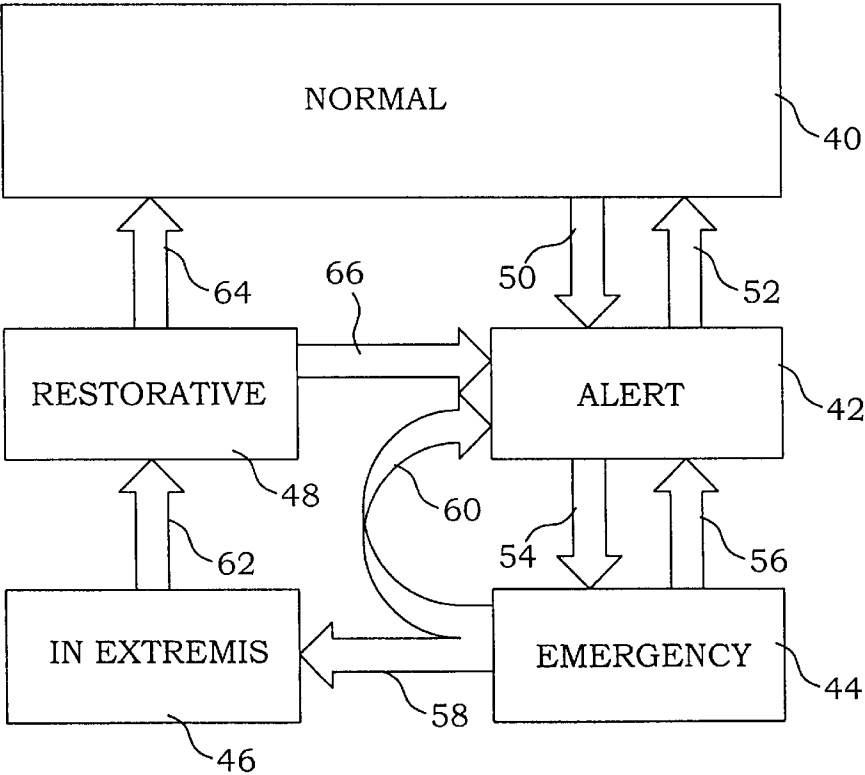 NORMAL
40
50
52
64
66
RESTORATIVE
ALERT
42
48
60
54
56
62
IN EXTREMIS
EMERGENCY
44
58
46